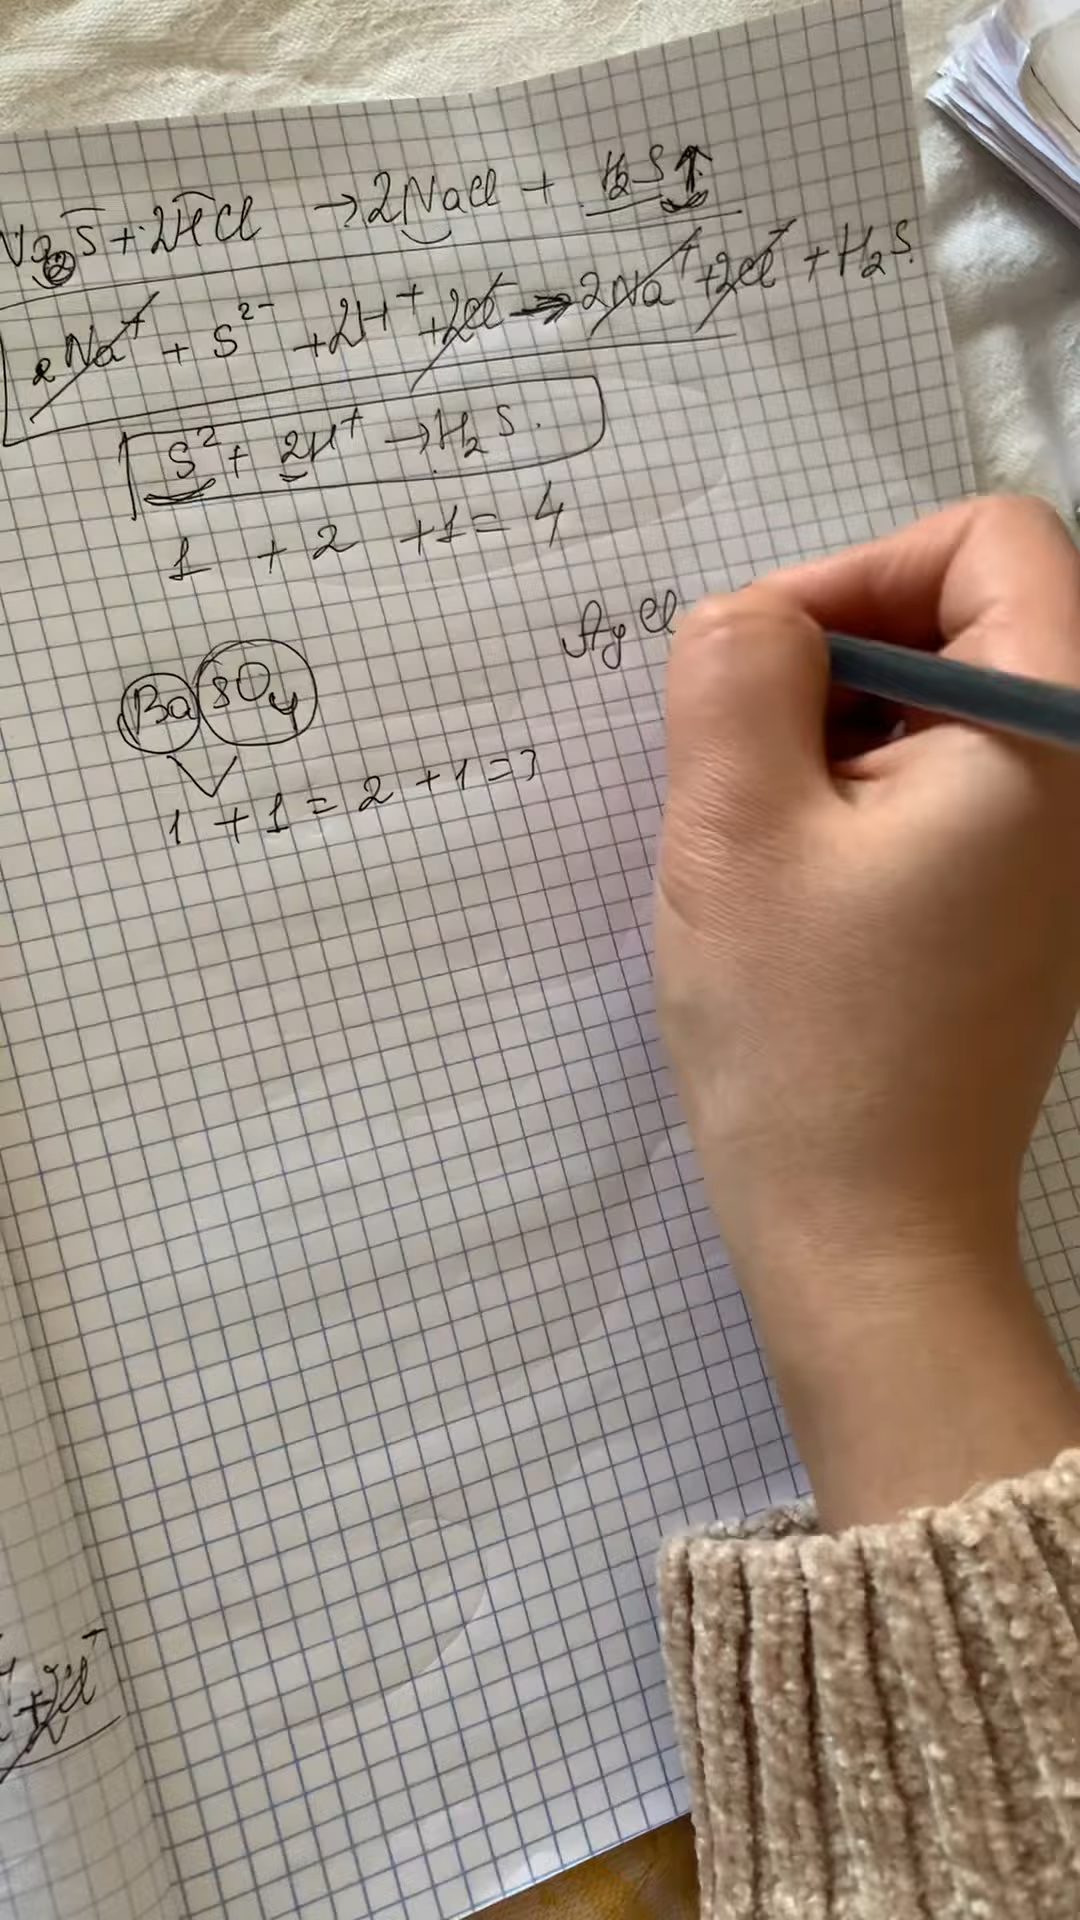 Na₂S + 2HCl → 2NaCl + H₂S↑
2Na⁺ + S²⁻ + 2H⁺ + 2Cl⁻ → 2Na⁺ + 2Cl⁻ + H₂S.
S² + 2H⁺ → H₂S.
1 + 2 + 1 = 4
AgCl
BaSO₄
1 + 1 = 2 + 1 = 3
+2Cl⁻